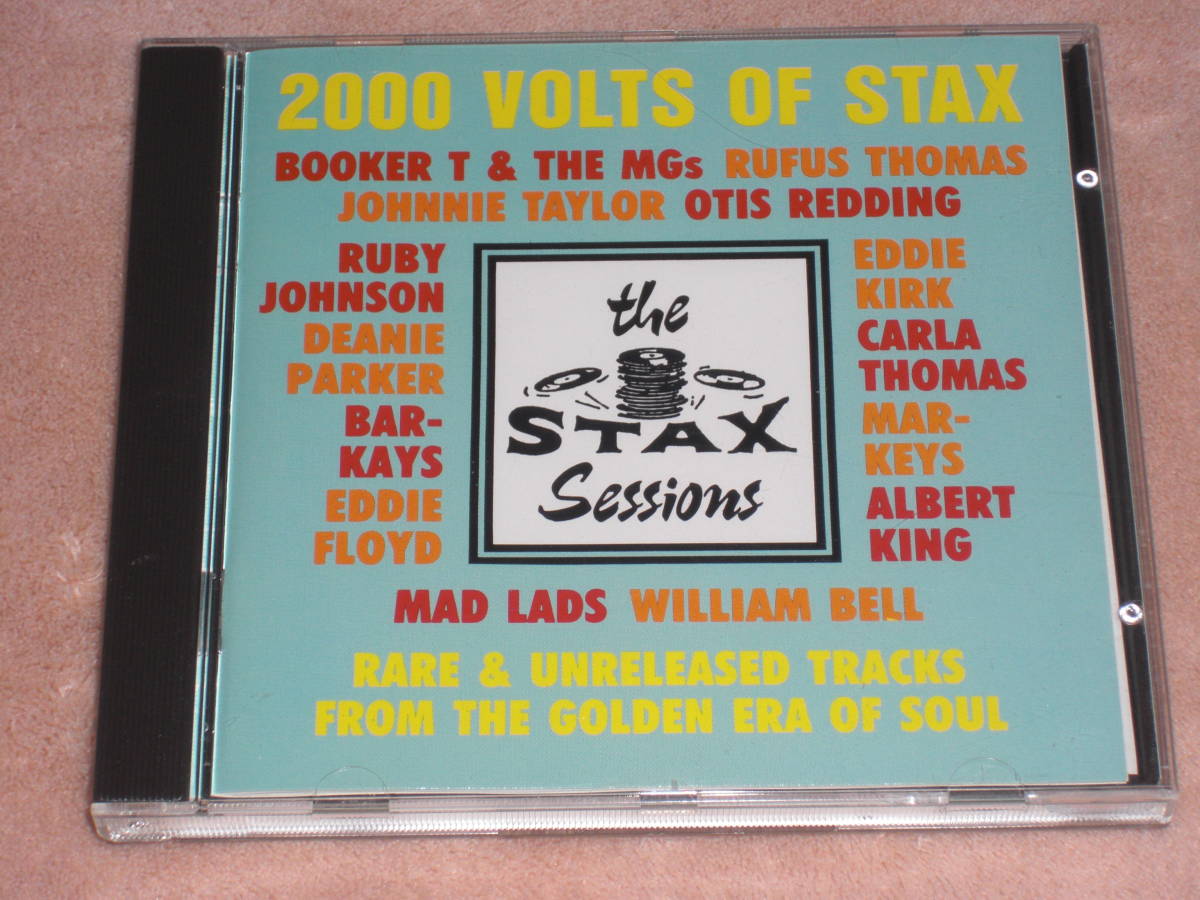 2000 VOLTS OF STAX
BOOKER T & THE MGs RUFUS THOMAS
JOHNNIE TAYLOR OTIS REDDING
RUBY
JOHNSON
DEANIE
PARKER
BAR-
KAYS
EDDIE
FLOYD
the
STAX
Sessions
EDDIE
KIRK
CARLA
THOMAS
MAR-
KEYS
ALBERT
KING
MAD LADS WILLIAM BELL
RARE & UNRELEASED TRACKS
FROM THE GOLDEN ERA OF SOUL